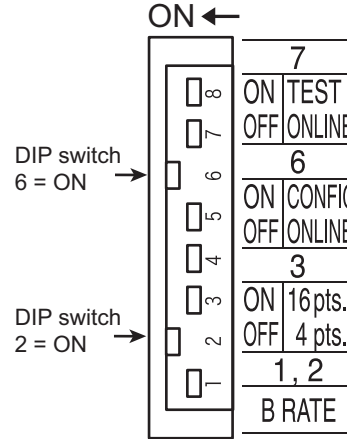 ON
7
ON TEST
OFF ONLINE
6
ON CONFIG
OFF ONLINE
3
ON 16 pts.
OFF 4 pts.
1, 2
B RATE
DIP switch
6 = ON
DIP switch
2 = ON
8
7
6
5
4
3
2
1